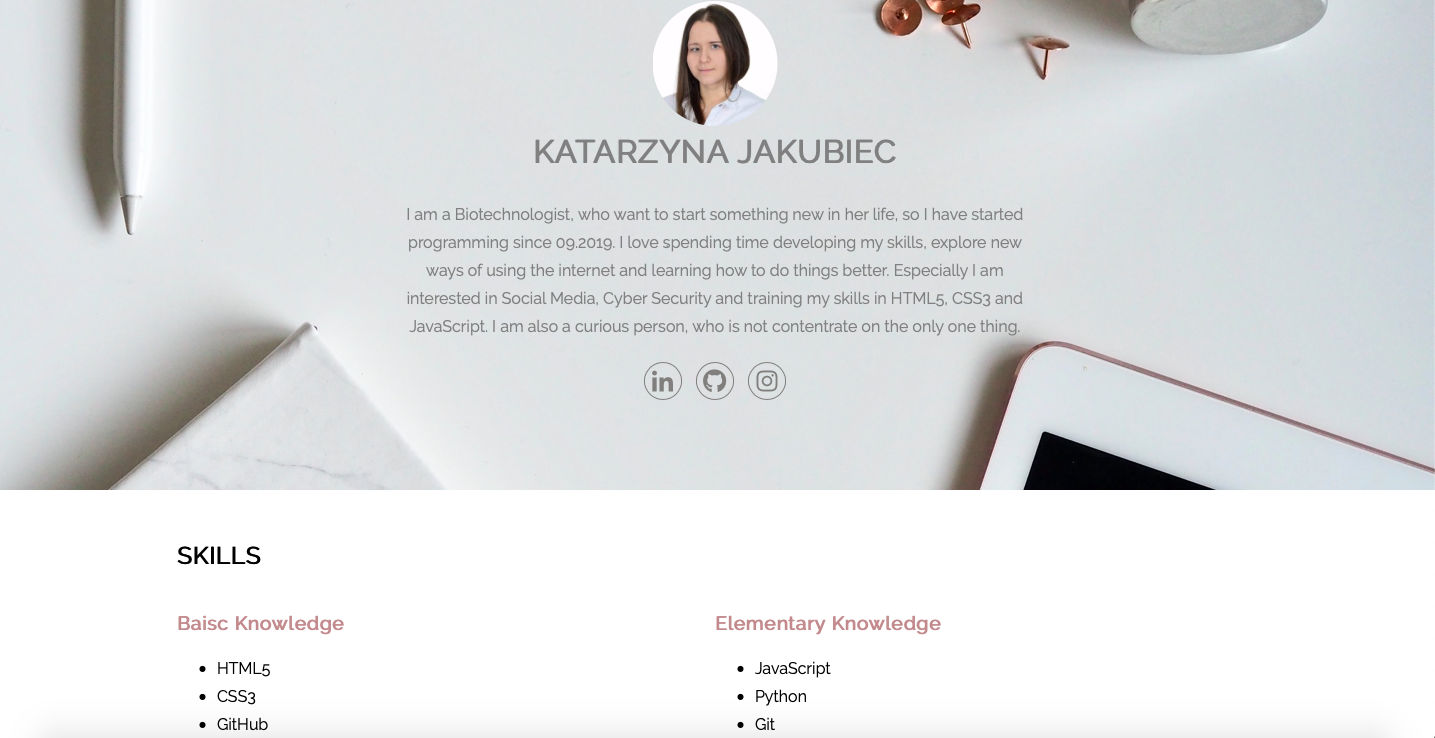 KATARZYNA JAKUBIEC
I am a Biotechnologist, who want to start something new in her life, so I have started
programming since 09.2019. I love spending time developing my skills, explore new
ways of using the internet and learning how to do things better. Especially I am
interested in Social Media, Cyber Security and training my skills in HTML5, CSS3 and
JavaScript. I am also a curious person, who is not contentrate on the only one thing.
in
SKILLS
Baisc Knowledge
HTML5
CSS3
GitHub
Elementary Knowledge
JavaScript
Python
Git